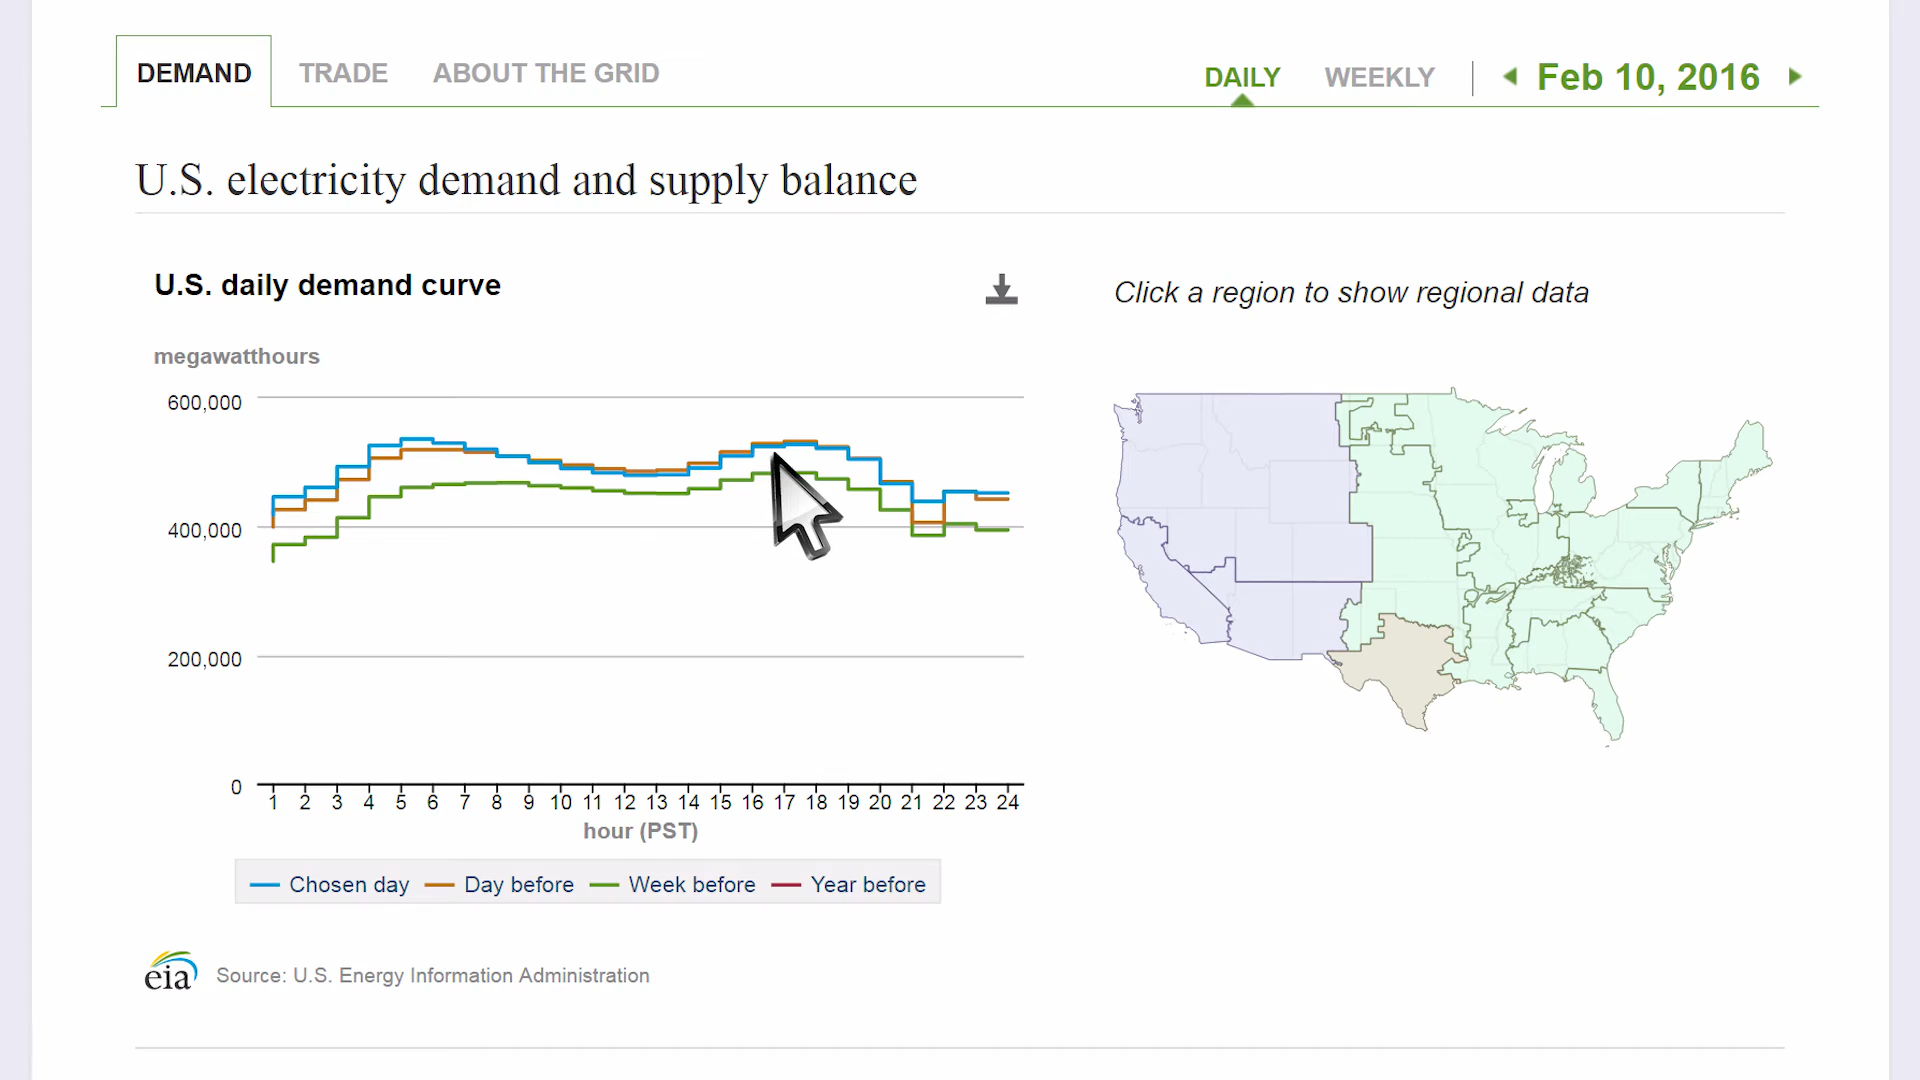 DEMAND TRADE ABOUT THE GRID DAILY WEEKLY Feb 10, 2016
U.S. electricity demand and supply balance
U.S. daily demand curve
Click a region to show regional data
megawatthours
600,000
400,000
200,000
0
1 2 3 4 5 6 7 8 9 10 11 12 13 14 15 16 17 18 19 20 21 22 23 24
hour (PST)
Chosen day Day before Week before Year before
eia Source: U.S. Energy Information Administration